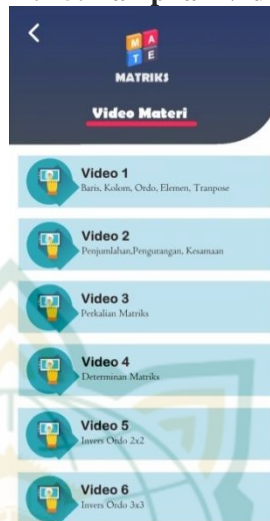 M A
T E
MATRIKS
Video Materi
Video 1
Baris, Kolom, Ordo, Elemen, Tranpose
Video 2
Penjumlahan,Pengurangan, Kesamaan
Video 3
Perkalian Matriks
Video 4
Determinan Matriks
Video 5
Invers Ordo 2x2
Video 6
Invers Ordo 3x3